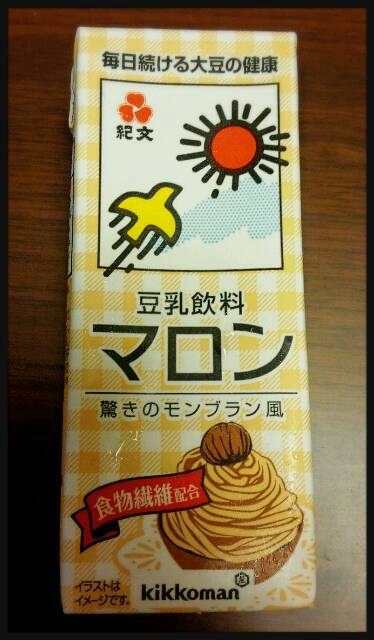 毎日続ける大豆の健康
紀文
豆乳飲料
マロン
驚きのモンブラン風
食物繊維配合
イラストは
イメージです。
kikkoman